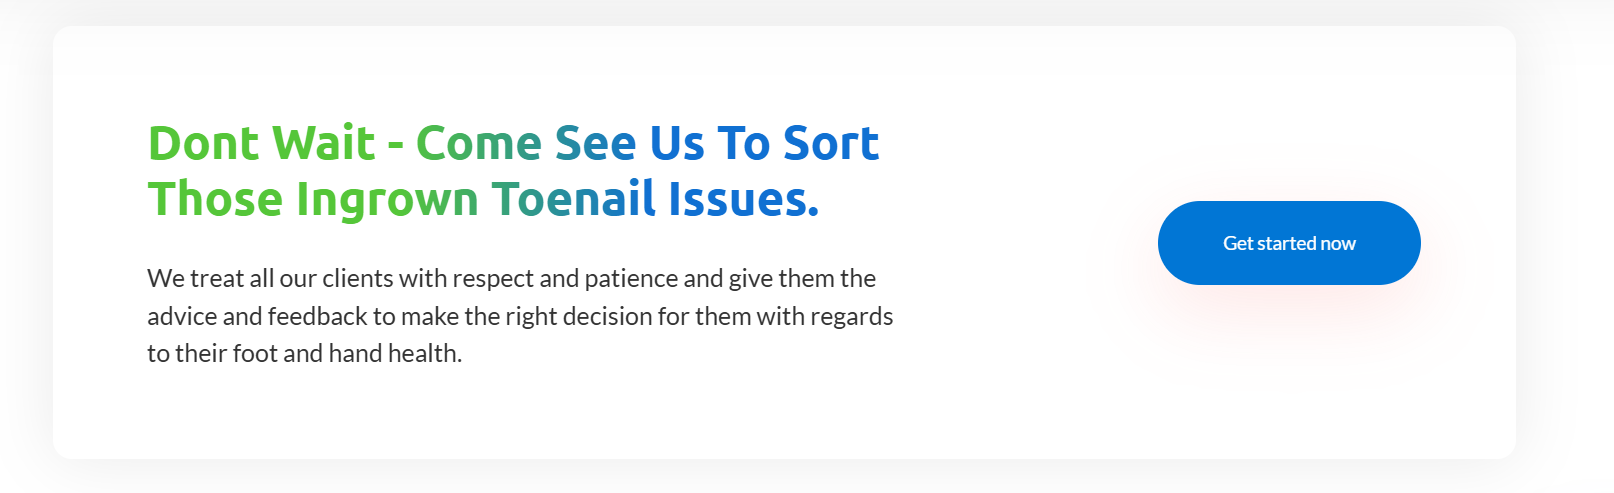 Dont Wait - Come See Us To Sort
Those Ingrown Toenail Issues.
We treat all our clients with respect and patience and give them the
advice and feedback to make the right decision for them with regards
to their foot and hand health.
Get started now